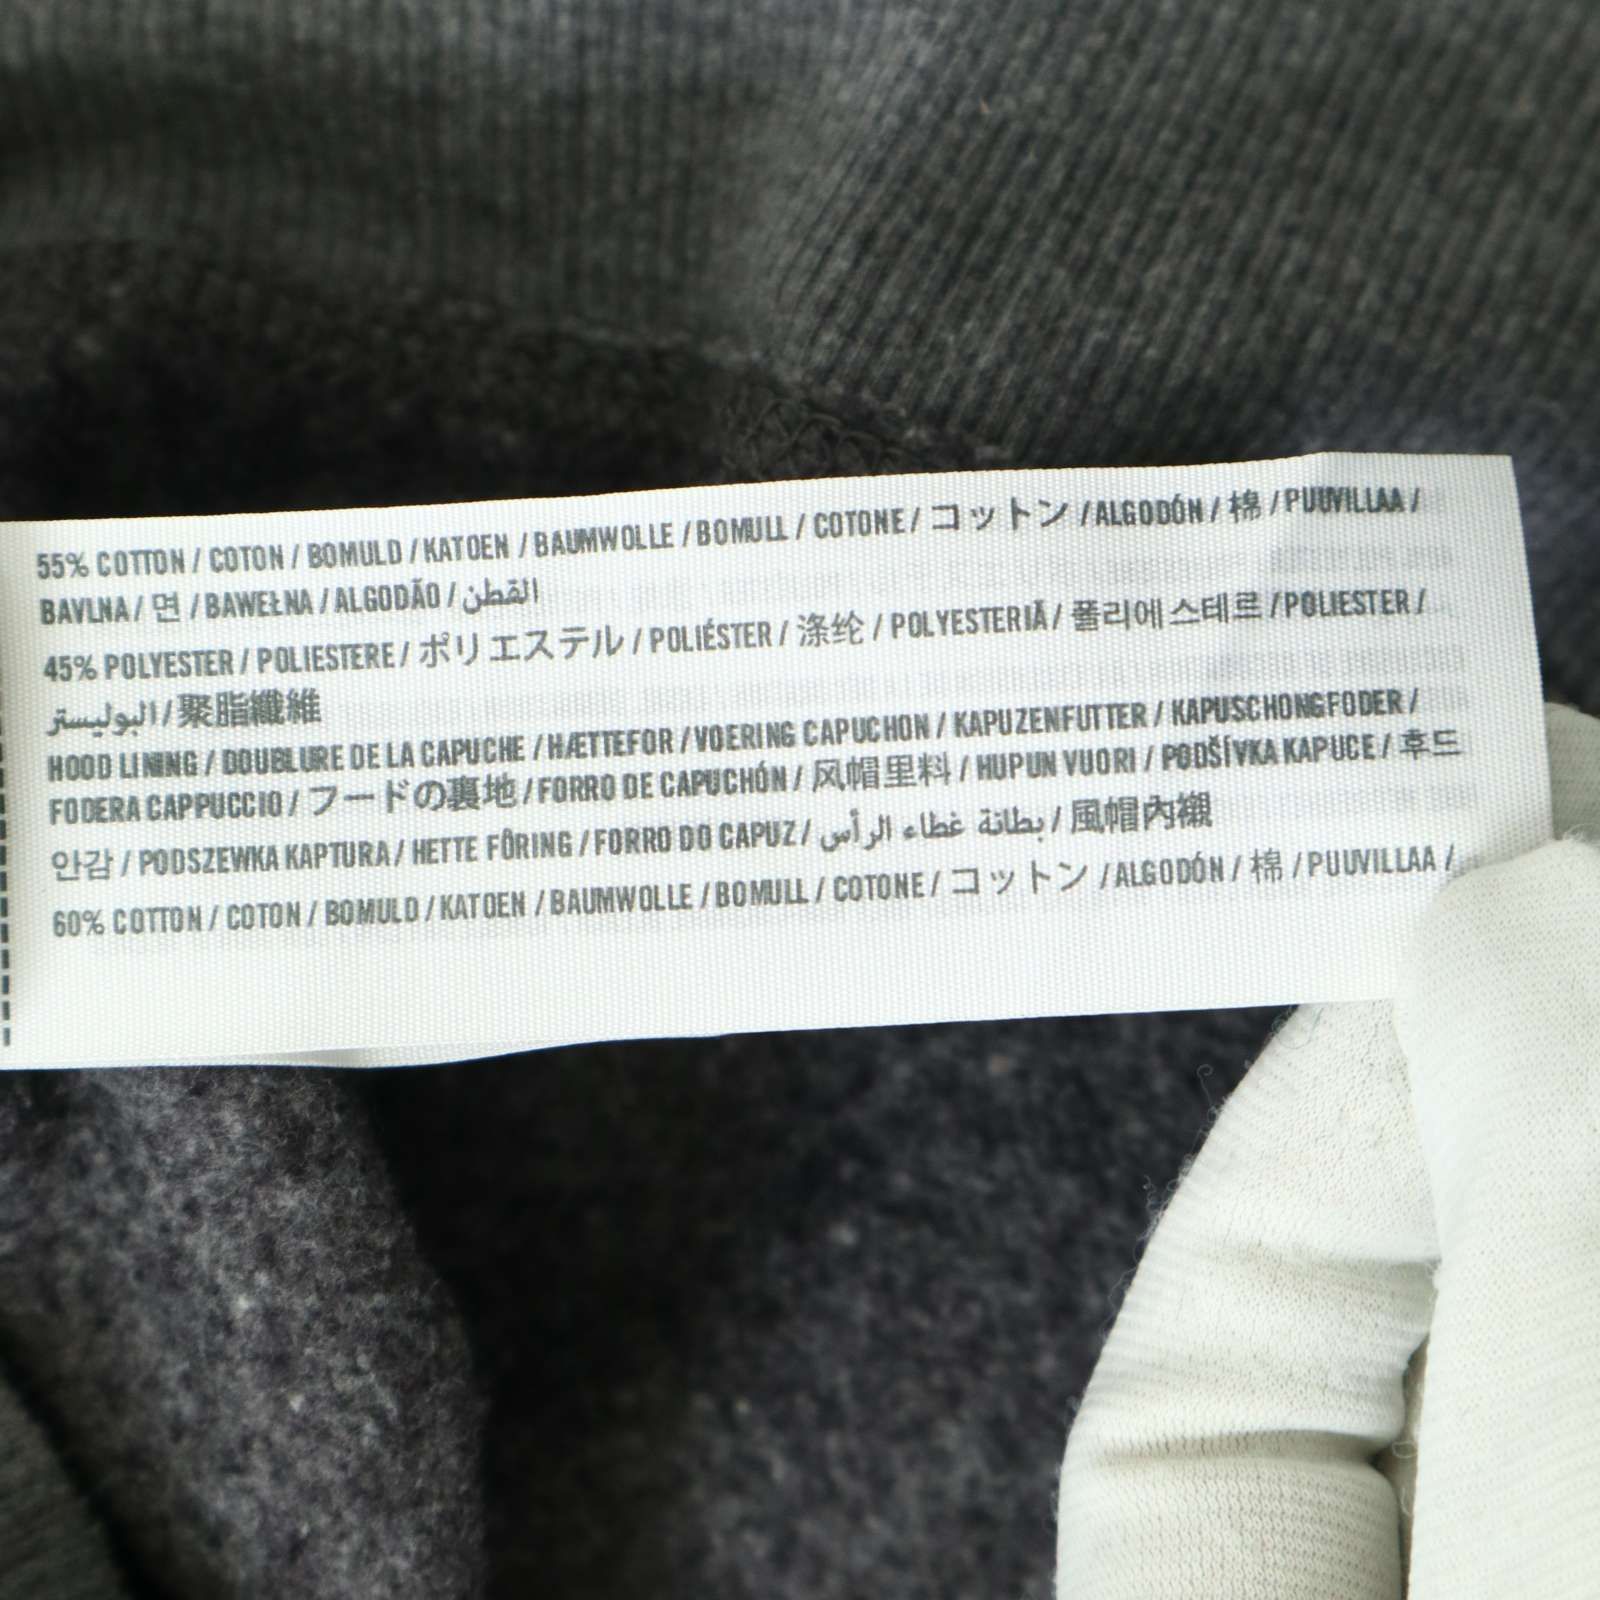 55% COTTON / COTON / BOMULD / KATOEN / BAUMWOLLE / BOMULL / COTONE / コットン / ALGODÓN / 棉 / PUUVILLAA /
BAVLNA / 면 / BAWEŁNA / ALGODÃO / القطن
45% POLYESTER / POLIESTERE / ポリエステル / POLIÉSTER / 涤纶 / POLYESTERIÄ / 폴리에스테르 / POLIESTER /
البوليستر / 聚脂纖維
HOOD LINING / DOUBLURE DE LA CAPUCHE / HÆTTEFOR / VOERING CAPUCHON / KAPUZENFUTTER / KAPUSCHONGFODER /
FODERA CAPPUCCIO / フードの裏地 / FORRO DE CAPUCHÓN / 风帽里料 / HUPUN VUORI / PODŠÍVKA KAPUCE / 후드
안감 / PODSZEWKA KAPTURA / HETTE FÔRING / FORRO DO CAPUZ / بطانة غطاء الرأس / 風帽內襯
60% COTTON / COTON / BOMULD / KATOEN / BAUMWOLLE / BOMULL / COTONE / コットン / ALGODÓN / 棉 / PUUVILLAA /